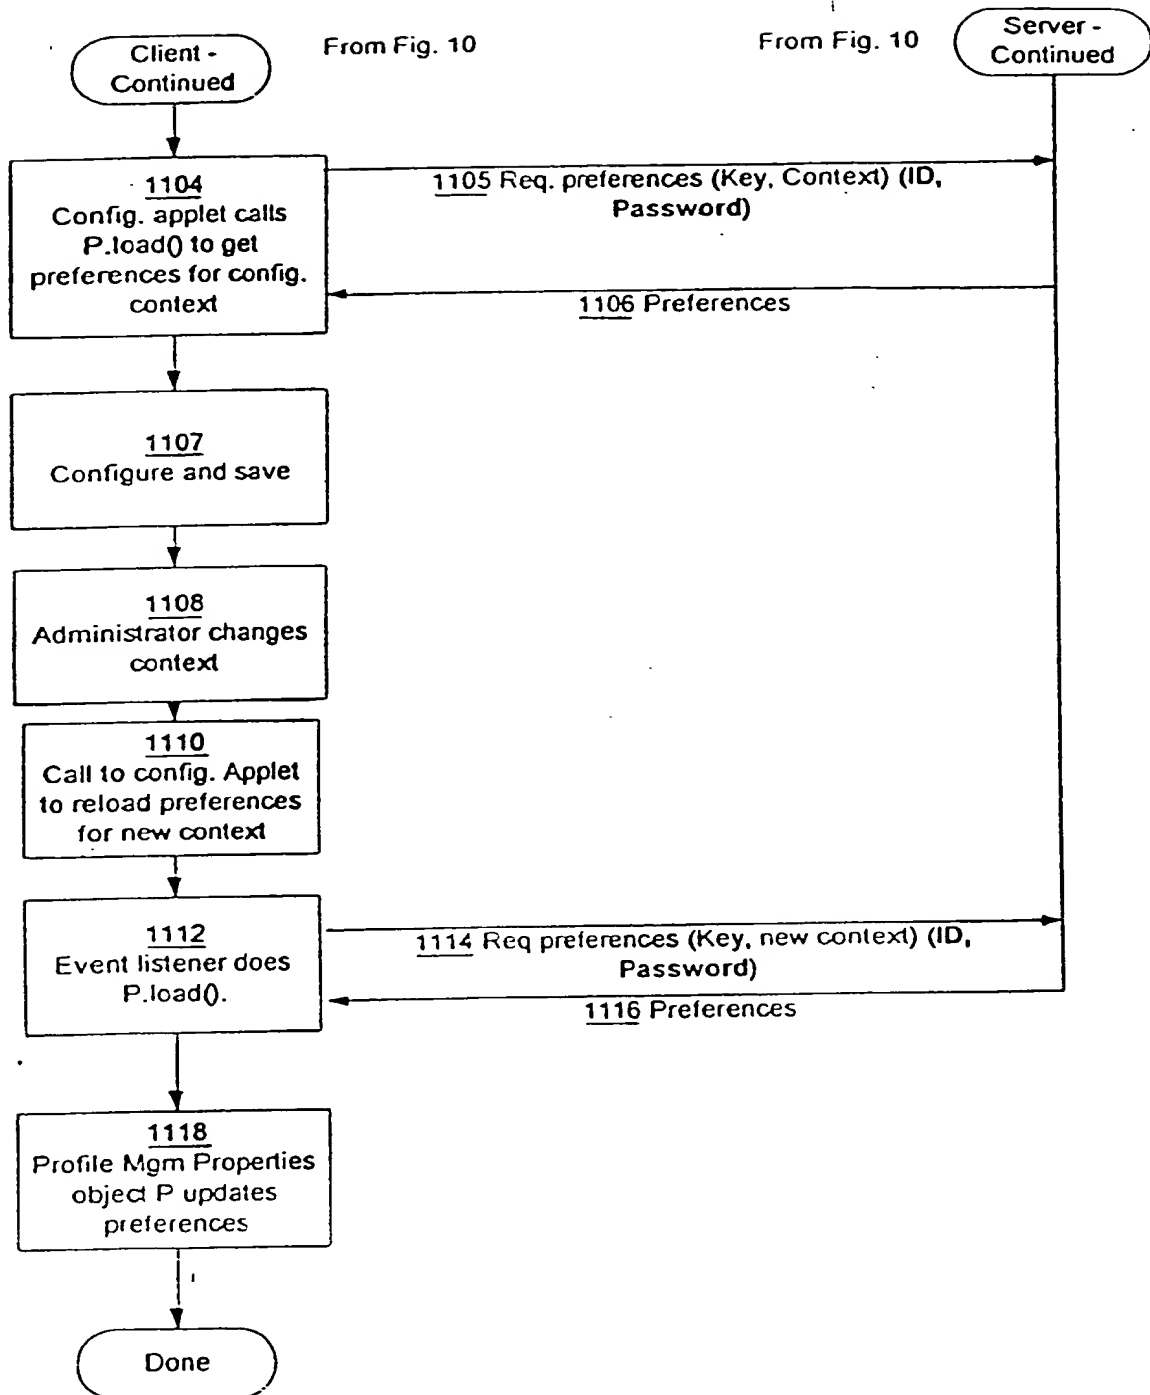 Client -
Continued
From Fig. 10
From Fig. 10
Server -
Continued
1104
Config. applet calls
P.load() to get
preferences for config.
context
1105 Req. preferences (Key, Context) (ID,
Password)
1106 Preferences
1107
Configure and save
1108
Administrator changes
context
1110
Call to config. Applet
to reload preferences
for new context
1112
Event listener does
P.load().
1114 Req preferences (Key, new context) (ID,
Password)
1116 Preferences
1118
Profile Mgm Properties
object P updates
preferences
Done